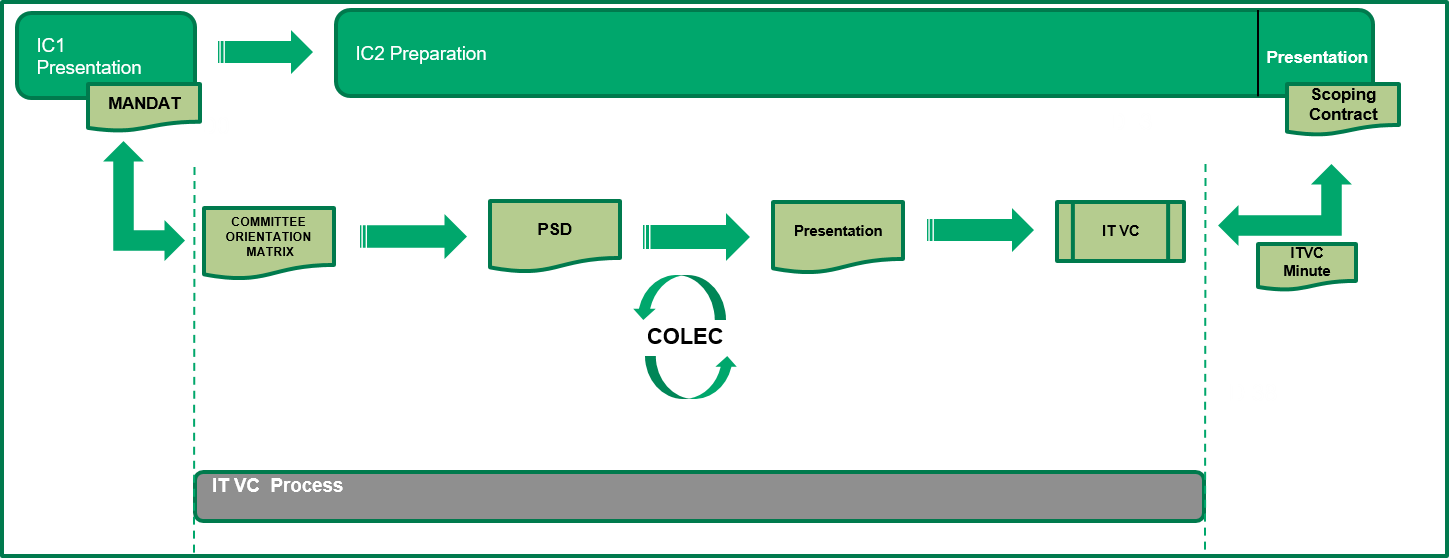 IC1
Presentation
IC2 Preparation
Presentation
MANDAT
Scoping
Contract
COMMITTEE
ORIENTATION
MATRIX
PSD
Presentation
IT VC
ITVC
Minute
COLEC
IT VC  Process